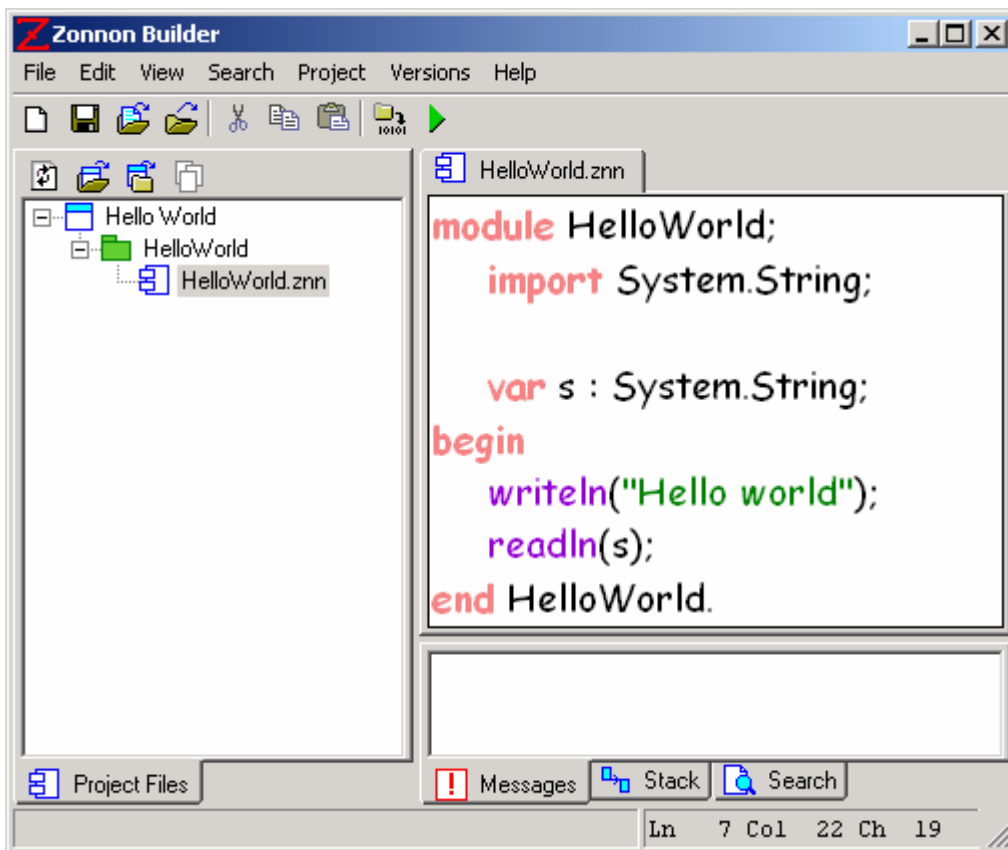 Zonnon Builder
File Edit View Search Project Versions Help
10101
Hello World
HelloWorld
HelloWorld.znn
Project Files
HelloWorld.znn
module HelloWorld;
import System.String;
var s : System.String;
begin
writeln("Hello world");
readln(s);
end HelloWorld.
Messages Stack Search
Ln 7 Col 22 Ch 19